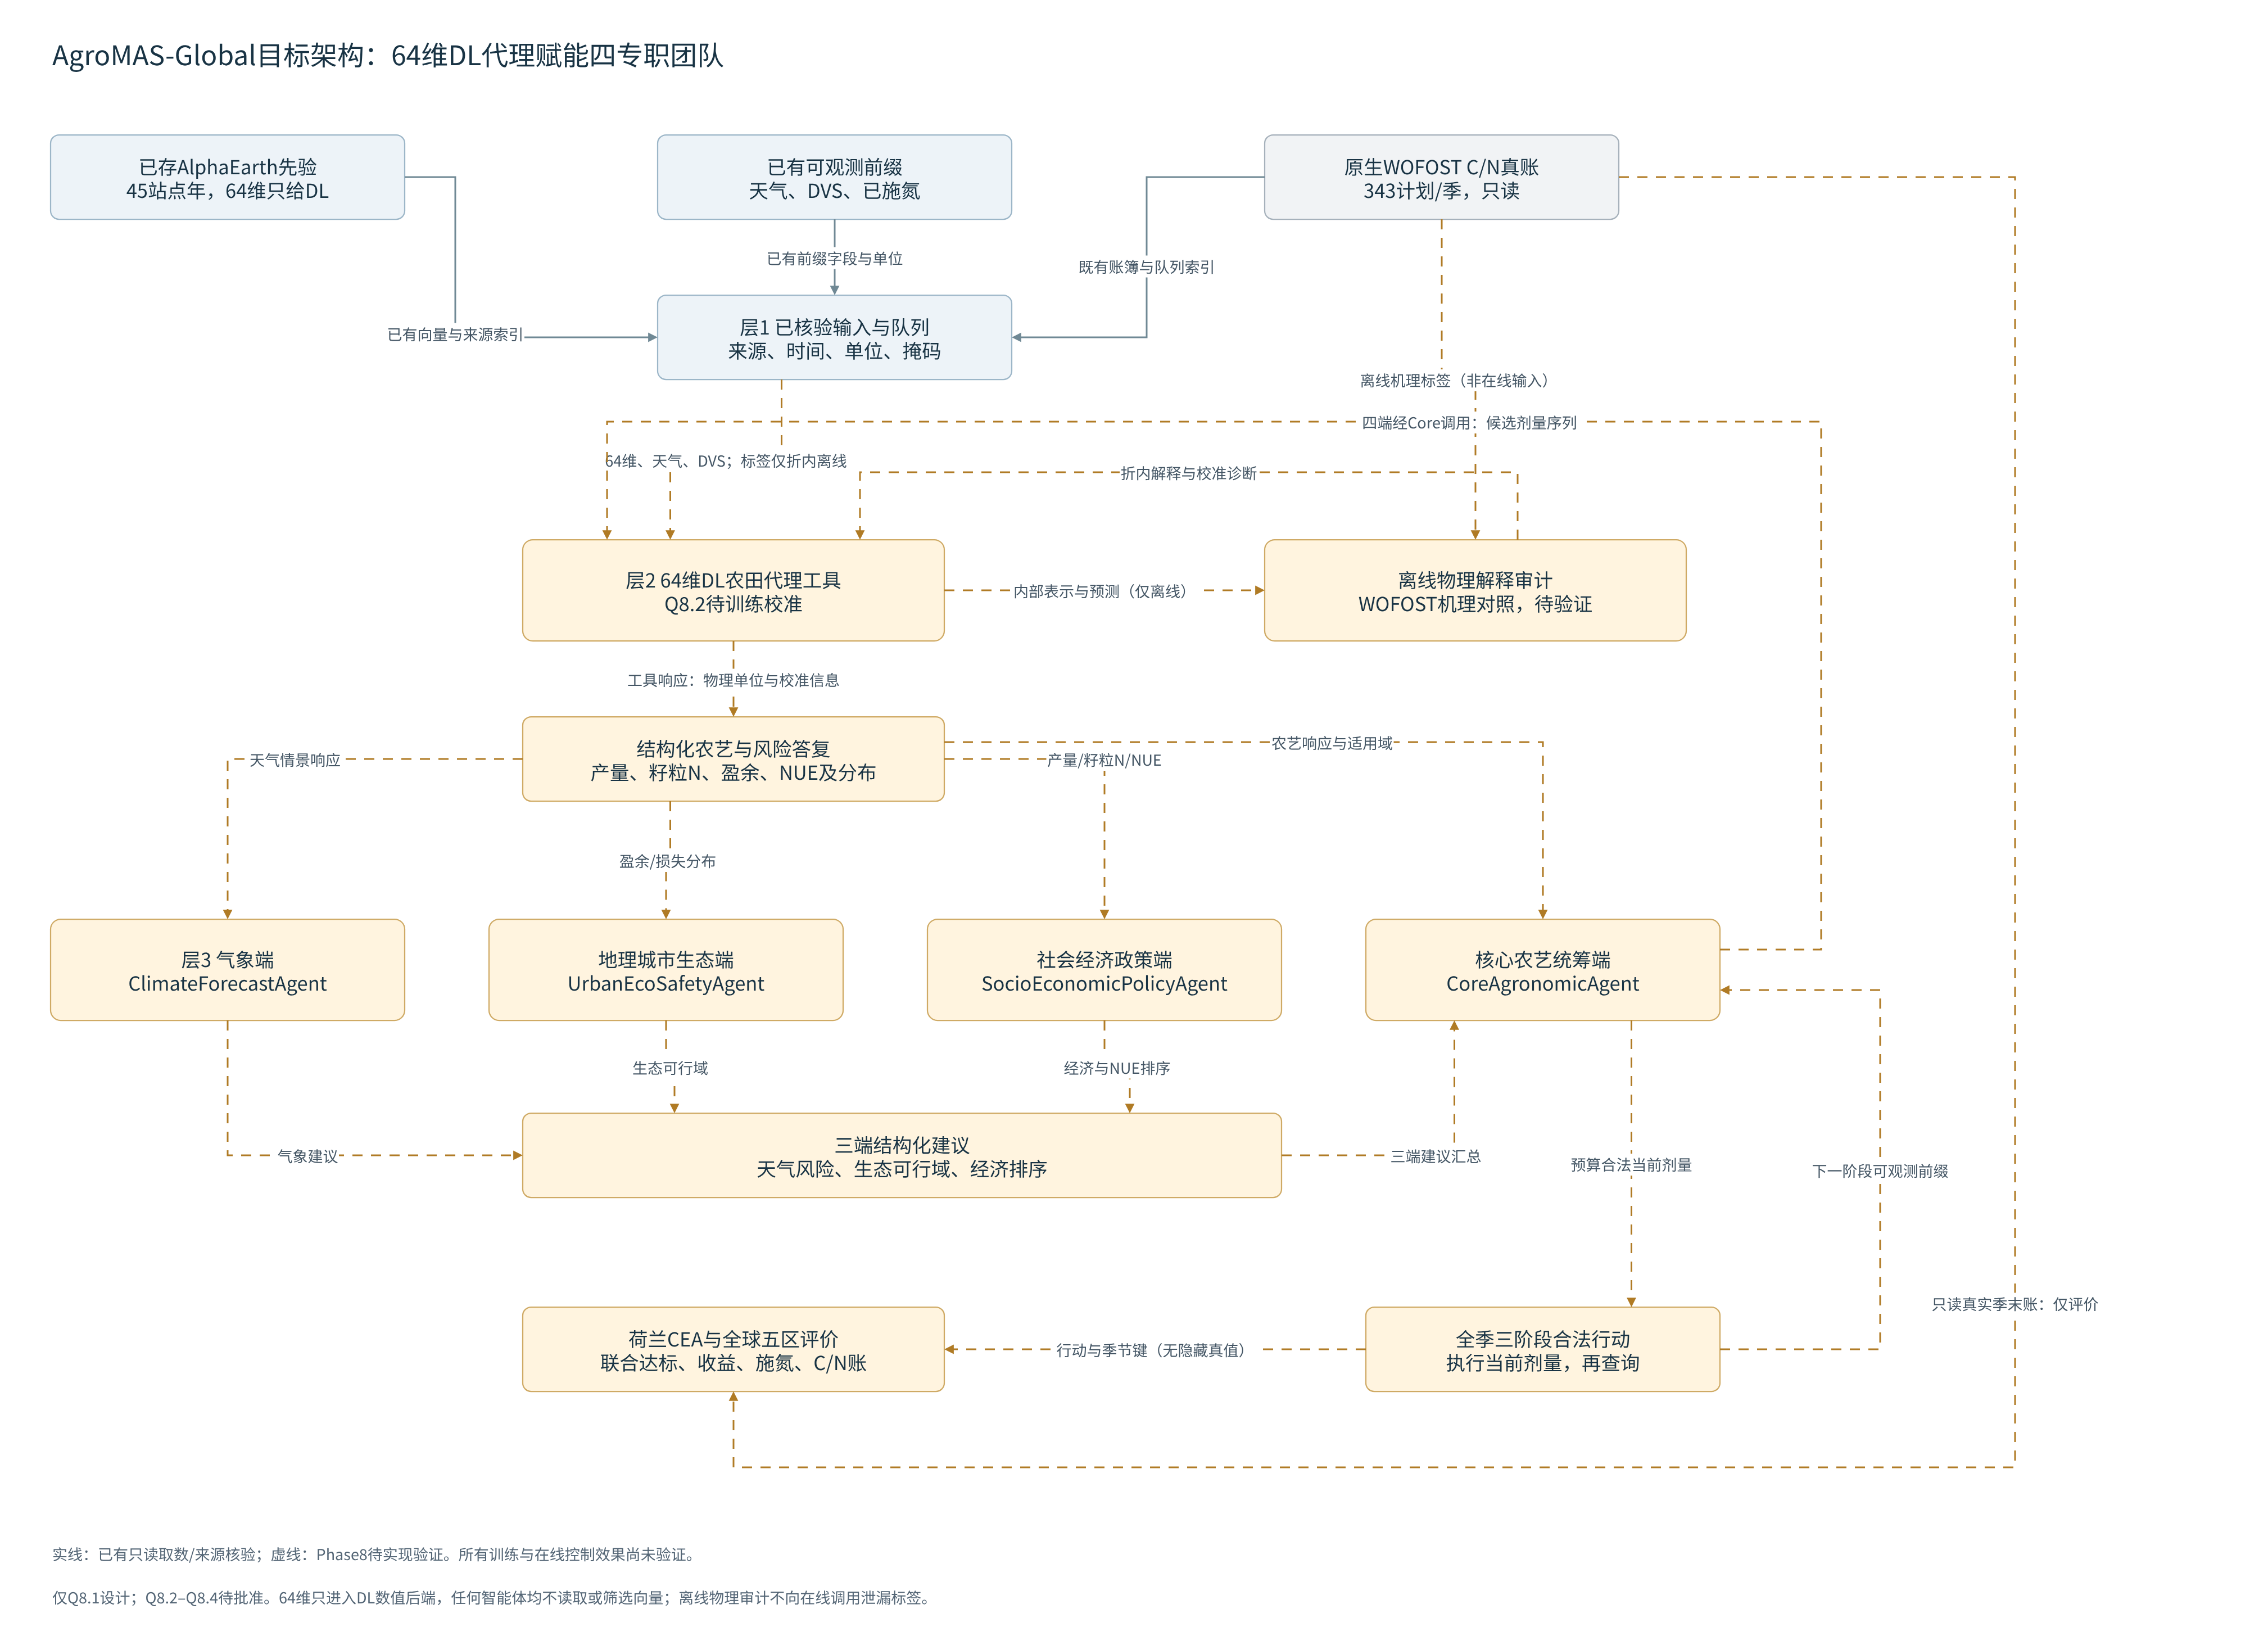 AgroMAS-Global目标架构：64维DL代理赋能四专职团队
已存AlphaEarth先验
45站点年，64维只给DL
已有可观测前缀
天气、DVS、已施氮
原生WOFOST C/N真账
343计划/季，只读
已有前缀字段与单位
既有账簿与队列索引
已有向量与来源索引
层1 已核验输入与队列
来源、时间、单位、掩码
离线机理标签（非在线输入）
四端经Core调用：候选剂量序列
64维、天气、DVS；标签仅折内离线
折内解释与校准诊断
层2 64维DL农田代理工具
Q8.2待训练校准
内部表示与预测（仅离线）
离线物理解释审计
WOFOST机理对照，待验证
工具响应：物理单位与校准信息
结构化农艺与风险答复
产量、籽粒N、盈余、NUE及分布
农艺响应与适用域
天气情景响应
产量/籽粒N/NUE
盈余/损失分布
层3 气象端
ClimateForecastAgent
地理城市生态端
UrbanEcoSafetyAgent
社会经济政策端
SocioEconomicPolicyAgent
核心农艺统筹端
CoreAgronomicAgent
生态可行域
经济与NUE排序
气象建议
三端结构化建议
天气风险、生态可行域、经济排序
三端建议汇总
预算合法当前剂量
下一阶段可观测前缀
只读真实季末账：仅评价
荷兰CEA与全球五区评价
联合达标、收益、施氮、C/N账
行动与季节键（无隐藏真值）
全季三阶段合法行动
执行当前剂量，再查询
实线：已有只读取数/来源核验；虚线：Phase8待实现验证。所有训练与在线控制效果尚未验证。
仅Q8.1设计；Q8.2–Q8.4待批准。64维只进入DL数值后端，任何智能体均不读取或筛选向量；离线物理审计不向在线调用泄漏标签。